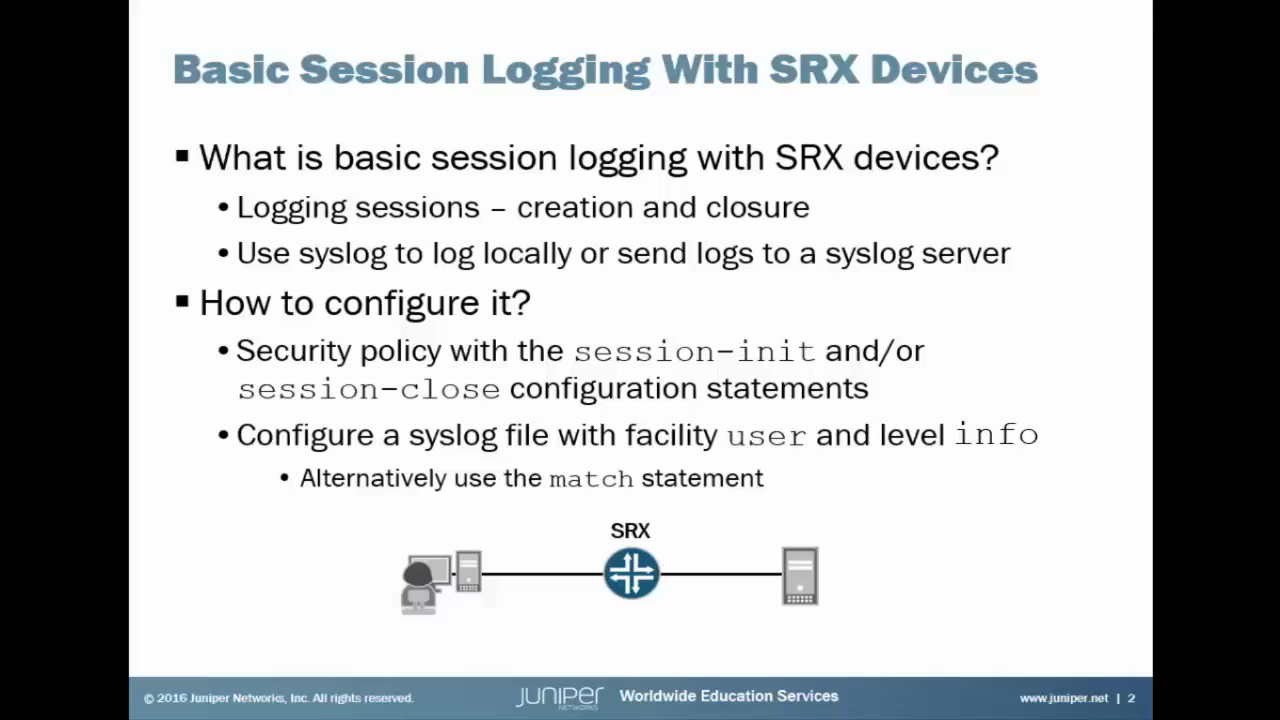 Basic Session Logging With SRX Devices
▪ What is basic session logging with SRX devices?
• Logging sessions – creation and closure
• Use syslog to log locally or send logs to a syslog server
▪ How to configure it?
• Security policy with the session-init and/or
session-close configuration statements
• Configure a syslog file with facility user and level info
• Alternatively use the match statement
SRX
© 2016 Juniper Networks, Inc. All rights reserved.
JUNIPER
NETWORKS
Worldwide Education Services
www.juniper.net | 2